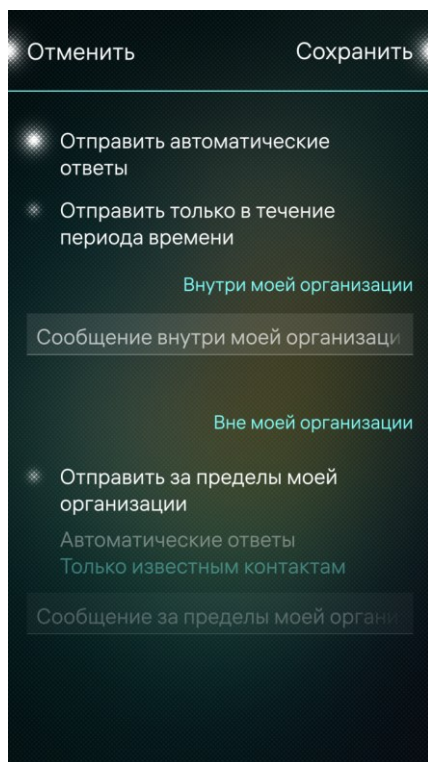 Отменить
Сохранить
Отправить автоматические
ответы
Отправить только в течение
периода времени
Внутри моей организации
Сообщение внутри моей организаци
Вне моей организации
Отправить за пределы моей
организации
Автоматические ответы
Только известным контактам
Сообщение за пределы моей органи